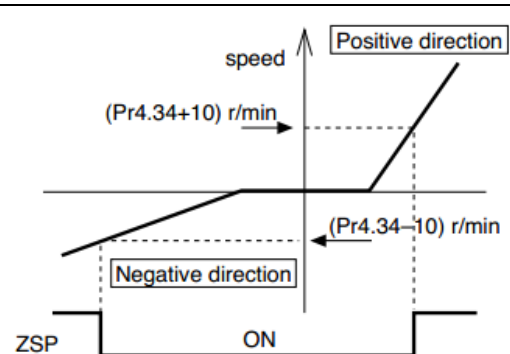 Positive direction
speed
(Pr4.34+10) r/min
(Pr4.34–10) r/min
Negative direction
ZSP
ON